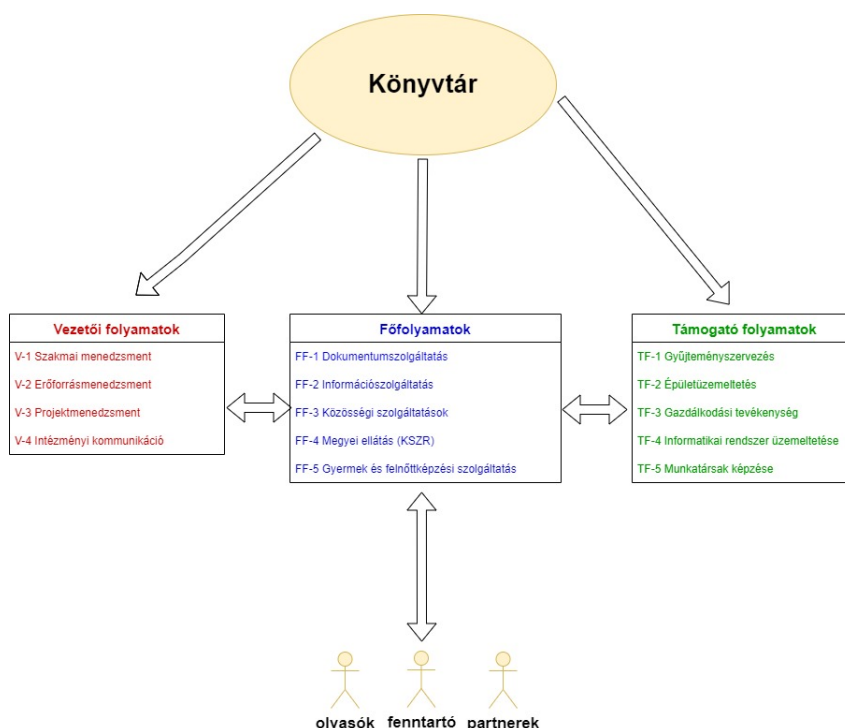 Könyvtár
Vezetői folyamatok
V-1 Szakmai menedzsment
V-2 Erőforrásmenedzsment
V-3 Projektmenedzsment
V-4 Intézményi kommunikáció
Főfolyamatok
FF-1 Dokumentumszolgáltatás
FF-2 Információszolgáltatás
FF-3 Közösségi szolgáltatások
FF-4 Megyei ellátás (KSZR)
FF-5 Gyermek és felnőttképzési szolgáltatás
Támogató folyamatok
TF-1 Gyűjteményszervezés
TF-2 Épületüzemeltetés
TF-3 Gazdálkodási tevékenység
TF-4 Informatikai rendszer üzemeltetése
TF-5 Munkatársak képzése
olvasók fenntartó partnerek